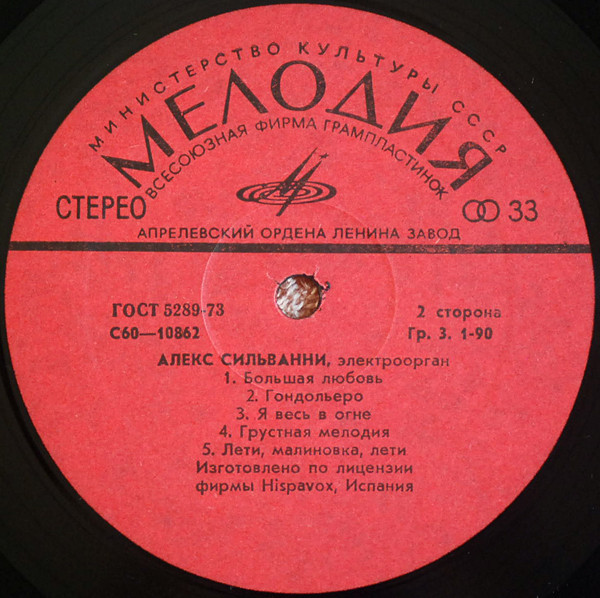 МИНИСТЕРСТВО КУЛЬТУРЫ СССР
МЕЛОДИЯ
ВСЕСОЮЗНАЯ ФИРМА ГРАМПЛАСТИНОК
СТЕРЕО
33
АПРЕЛЕВСКИЙ ОРДЕНА ЛЕНИНА ЗАВОД
ГОСТ 5289-73
2 сторона
С60—10862
Гр. 3. 1-90
АЛЕКС СИЛЬВАННИ, электроорган
1. Большая любовь
2. Гондольеро
3. Я весь в огне
4. Грустная мелодия
5. Лети, малиновка, лети
Изготовлено по лицензии
фирмы Hispavox, Испания